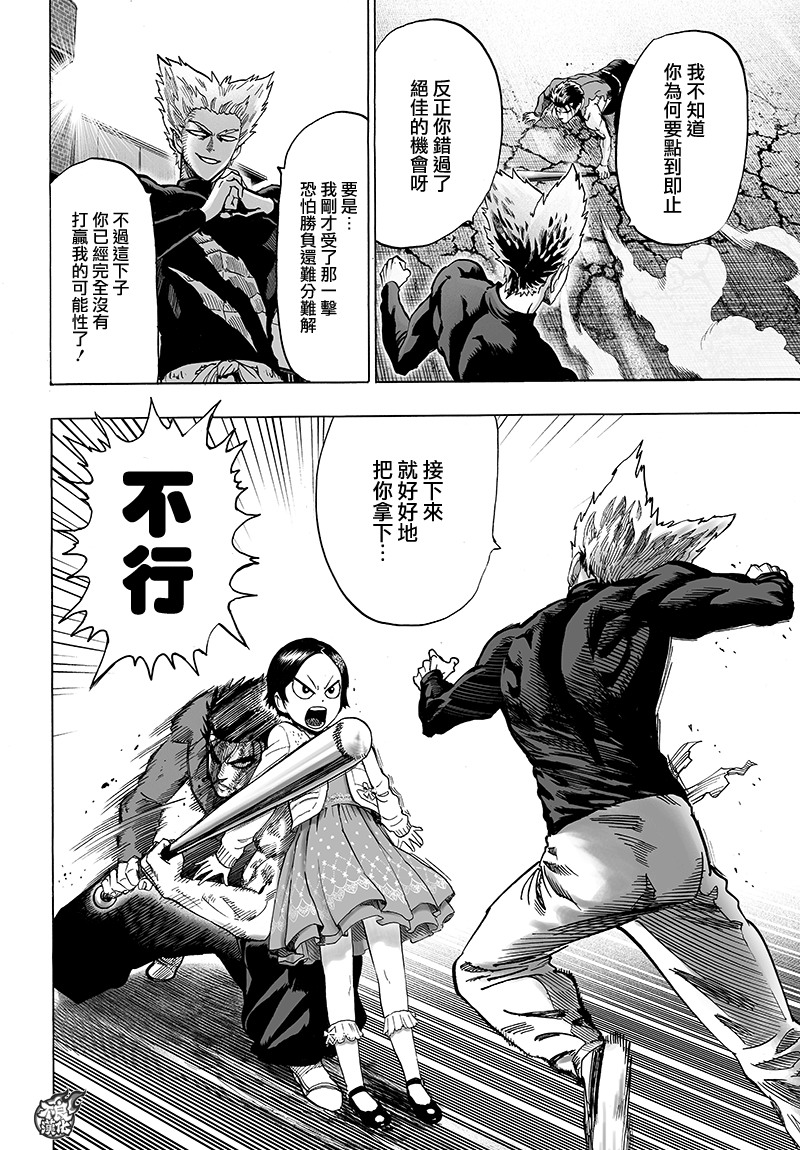 我不知道
你為何要點到即止
反正你錯過了
絕佳的機會呀
要是…
我剛才受了那一擊
恐怕勝負還難分難解
不過這下子
你已經完全沒有
打贏我的可能性了！
接下來
就好好地
把你拿下…
不行
不良
漢化